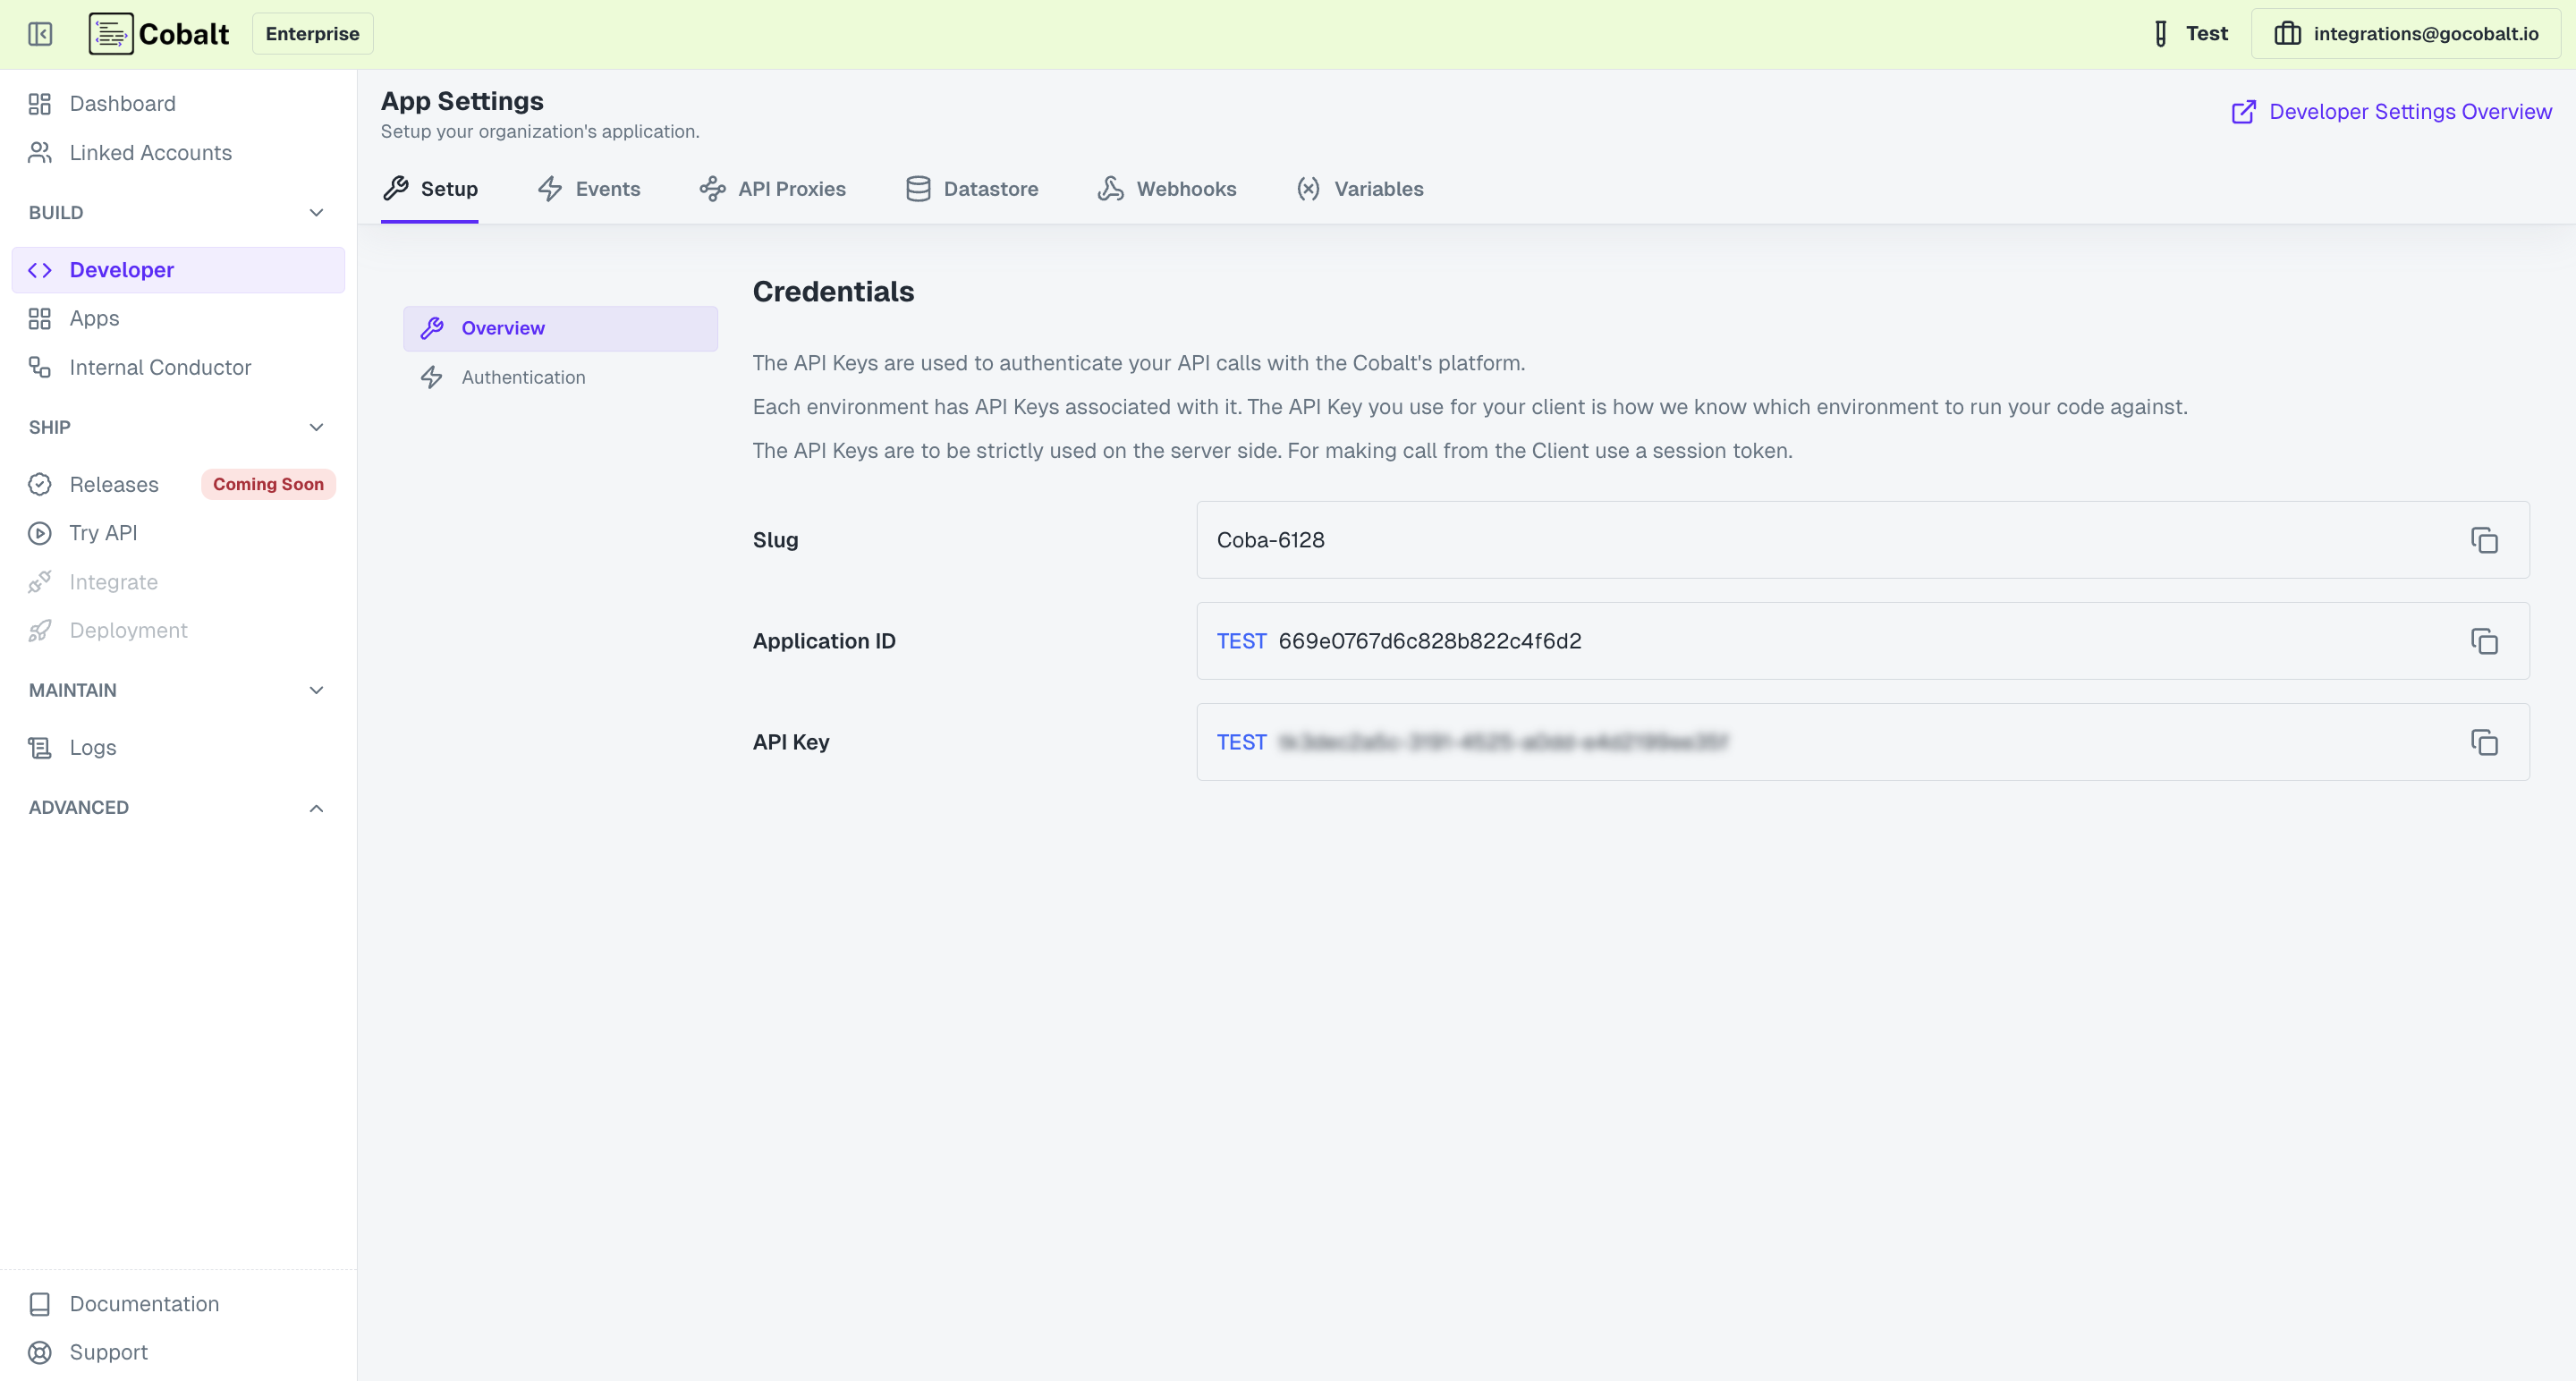 Cobalt
Enterprise
Test
integrations@gocobalt.io
Dashboard
Linked Accounts
BUILD
Developer
Apps
Internal Conductor
SHIP
Releases
Coming Soon
Try API
Integrate
Deployment
MAINTAIN
Logs
ADVANCED
Documentation
Support
App Settings
Setup your organization's application.
Developer Settings Overview
Setup
Events
API Proxies
Datastore
Webhooks
Variables
Overview
Authentication
Credentials
The API Keys are used to authenticate your API calls with the Cobalt's platform.
Each environment has API Keys associated with it. The API Key you use for your client is how we know which environment to run your code against.
The API Keys are to be strictly used on the server side. For making call from the Client use a session token.
Slug
Coba-6128
Application ID
TEST 669e0767d6c828b822c4f6d2
API Key
TEST